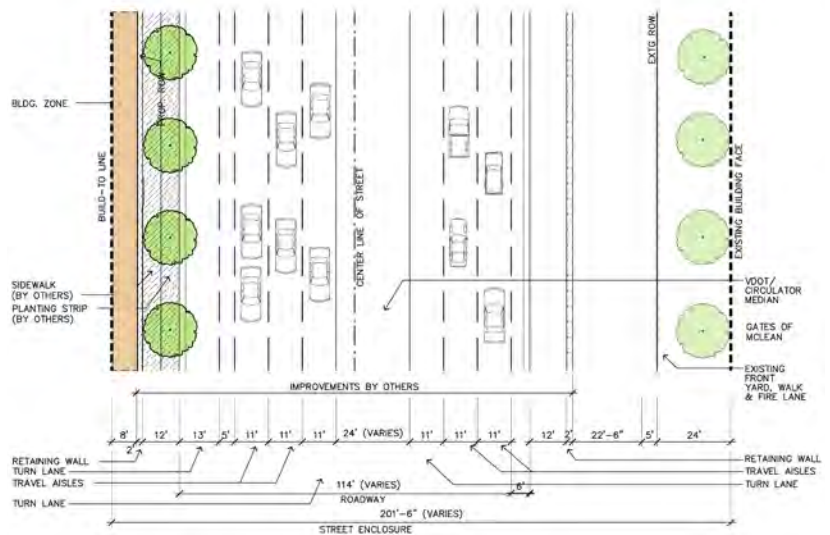 EXTG ROW
PROP. ROW
BLDG. ZONE
BUILD-TO LINE
CENTER LINE OF STREET
EXISTING BUILDING FACE
SIDEWALK
(BY OTHERS)
PLANTING STRIP
(BY OTHERS)
VDOT/
CIRCULATOR
MEDIAN
GATES OF
MCLEAN
EXISTING
FRONT
YARD, WALK
& FIRE LANE
IMPROVEMENTS BY OTHERS
8' 12' 13' 5' 11' 11' 11' 24' (VARIES) 11' 11' 11' 12' 2' 22'-6" 5' 24'
2'
RETAINING WALL
TURN LANE
TRAVEL AISLES
TURN LANE
RETAINING WALL
TRAVEL AISLES
TURN LANE
114' (VARIES) 6'
ROADWAY
201'-6" (VARIES)
STREET ENCLOSURE